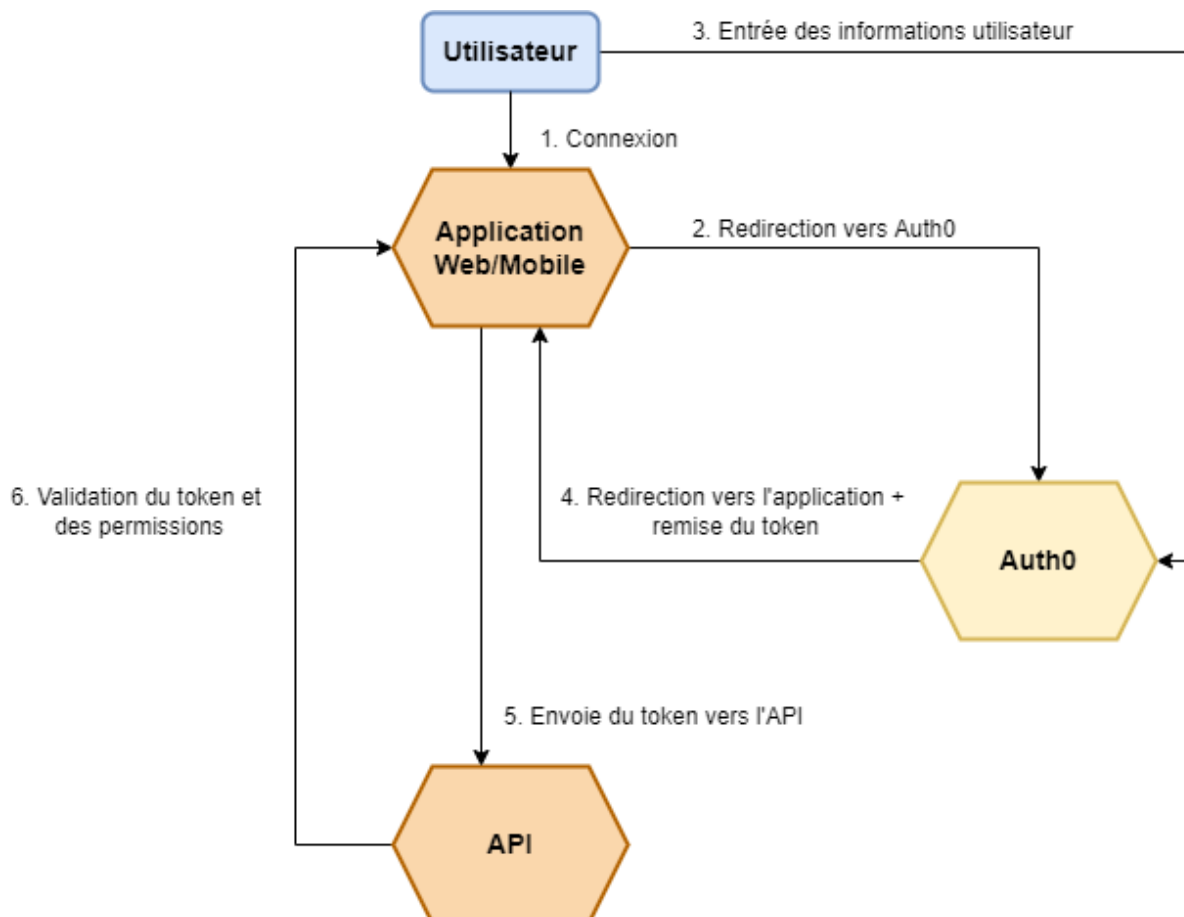 3. Entrée des informations utilisateur
Utilisateur
1. Connexion
Application
Web/Mobile
2. Redirection vers Auth0
6. Validation du token et
des permissions
4. Redirection vers l'application +
remise du token
Auth0
5. Envoie du token vers l'API
API